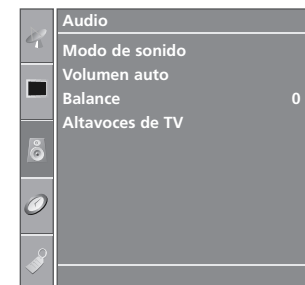 Audio
Modo de sonido
Volumen auto
Balance 0
Altavoces de TV